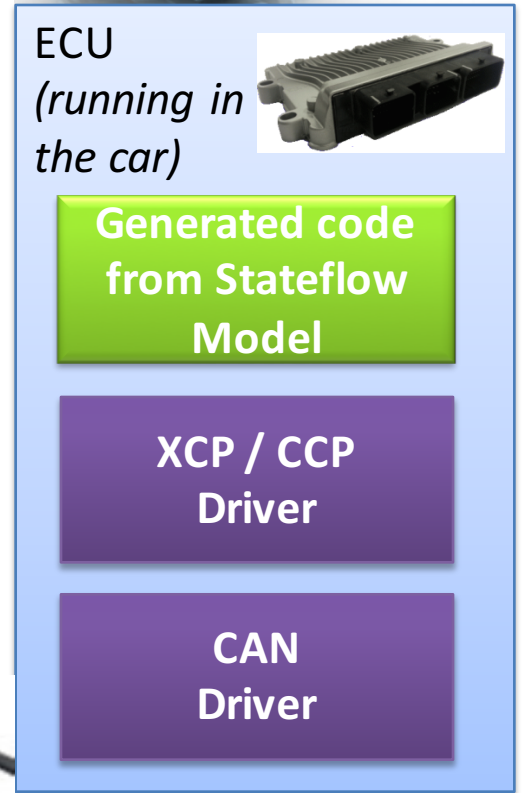 ECU
(running in
the car)
Generated code
from Stateflow
Model
XCP / CCP
Driver
CAN
Driver